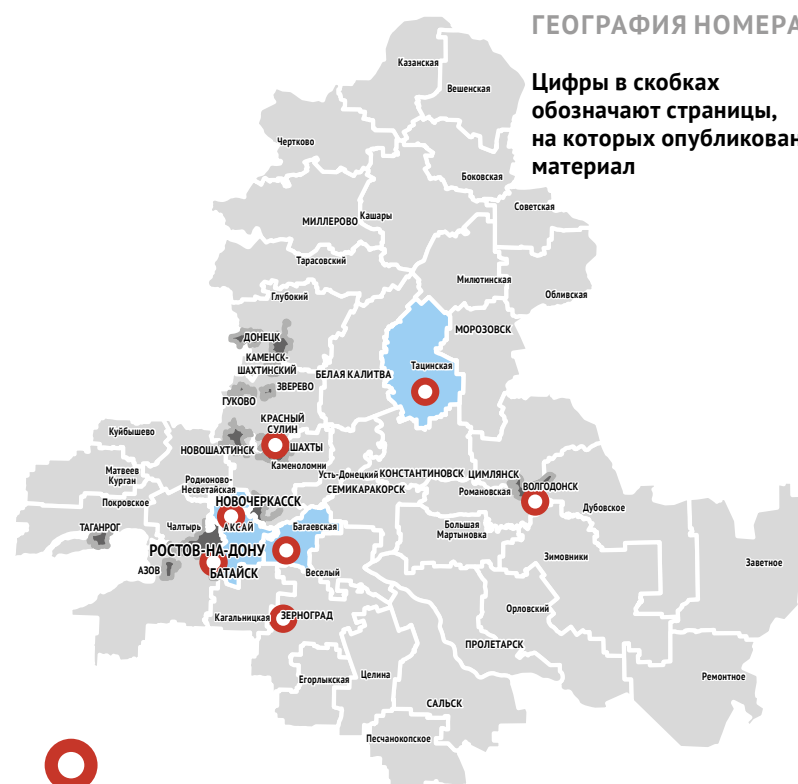 ГЕОГРАФИЯ НОМЕРА
Цифры в скобках
обозначают страницы,
на которых опубликован
материал
Казанская
Вешенская
Чертково
Боковская
Советская
МИЛЛЕРОВО
Кашары
Тарасовский
Милютинская
Обливская
Глубокий
МОРОЗОВСК
ДОНЕЦК
КАМЕНСК-
ШАХТИНСКИЙ
Тацинская
БЕЛАЯ КАЛИТВА
ЗВЕРЕВО
ГУКОВО
КРАСНЫЙ
СУЛИН
Куйбышево
НОВОШАХТИНСК
ШАХТЫ
Каменоломни
Матвеев
Курган
Усть-Донецкий
КОНСТАНТИНОВСК
ЦИМЛЯНСК
Родионово-
Несветайская
СЕМИКАРАКОРСК
Романовская
ВОЛГОДОНСК
Покровское
НОВОЧЕРКАССК
Дубовское
ТАГАНРОГ
Чалтырь
АКСАЙ
Багаевская
Большая
Мартыновка
РОСТОВ-НА-ДОНУ
Зимовники
Заветное
АЗОВ
БАТАЙСК
Веселый
Кагальницкая
ЗЕРНОГРАД
Орловский
ПРОЛЕТАРСК
Егорлыкская
Целина
Ремонтное
САЛЬСК
Песчанокопское